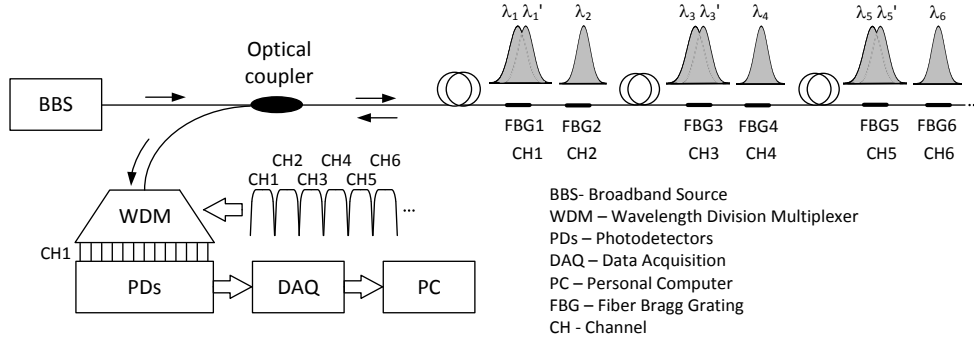 λ1 λ1' λ2 λ3 λ3' λ4 λ5 λ5' λ6
Optical
coupler
BBS
FBG1 FBG2 FBG3 FBG4 FBG5 FBG6
CH1 CH2 CH3 CH4 CH5 CH6
...
CH2 CH4 CH6
CH1 CH3 CH5
...
WDM
CH1
PDs
DAQ
PC
BBS- Broadband Source
WDM – Wavelength Division Multiplexer
PDs – Photodetectors
DAQ – Data Acquisition
PC – Personal Computer
FBG – Fiber Bragg Grating
CH - Channel